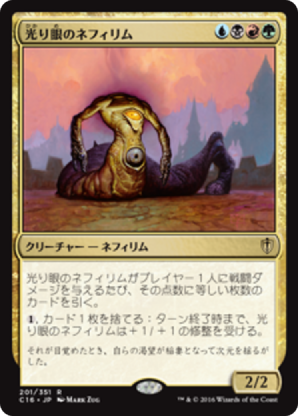 光り眼のネフィリム
クリーチャー — ネフィリム
光り眼のネフィリムがプレイヤー1人に戦闘ダ
メージを与えるたび、その点数に等しい枚数の
カードを引く。
1, カード1枚を捨てる：ターン終了時まで、光
り眼のネフィリムは+1/+1の修整を受ける。
それが目覚めたとき、自らの渇望が稲妻となって次元を揺るが
した。
2/2
201/351 R
C16 • JP MARK ZUG
™ & © 2016 Wizards of the Coast